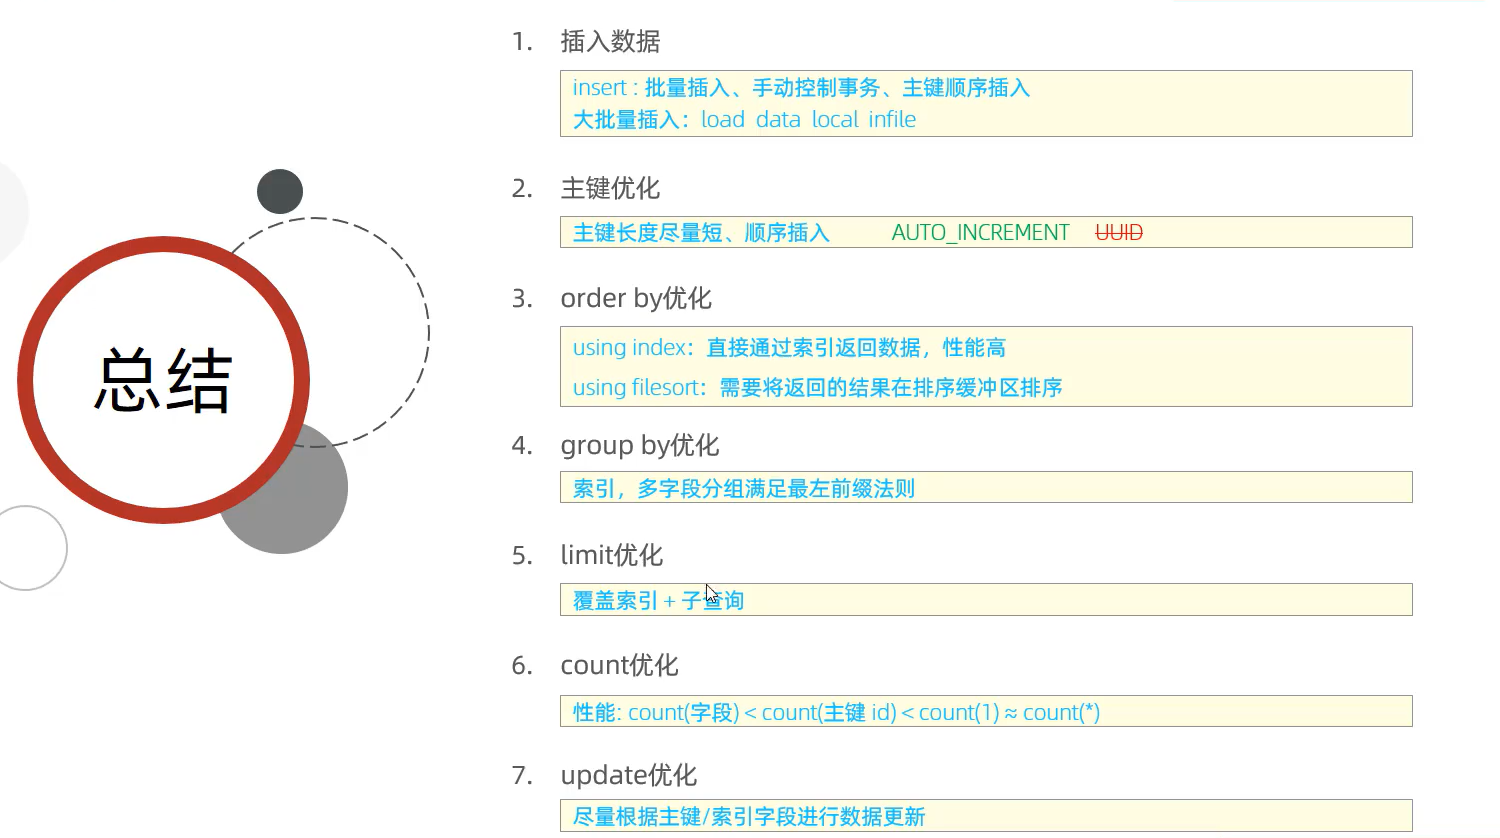 总结
1. 插入数据
insert : 批量插入、手动控制事务、主键顺序插入
大批量插入：load data local infile
2. 主键优化
主键长度尽量短、顺序插入 AUTO_INCREMENT UUID
3. order by优化
using index：直接通过索引返回数据，性能高
using filesort：需要将返回的结果在排序缓冲区排序
4. group by优化
索引，多字段分组满足最左前缀法则
5. limit优化
覆盖索引 + 子查询
6. count优化
性能: count(字段) < count(主键 id) < count(1) ≈ count(*)
7. update优化
尽量根据主键/索引字段进行数据更新